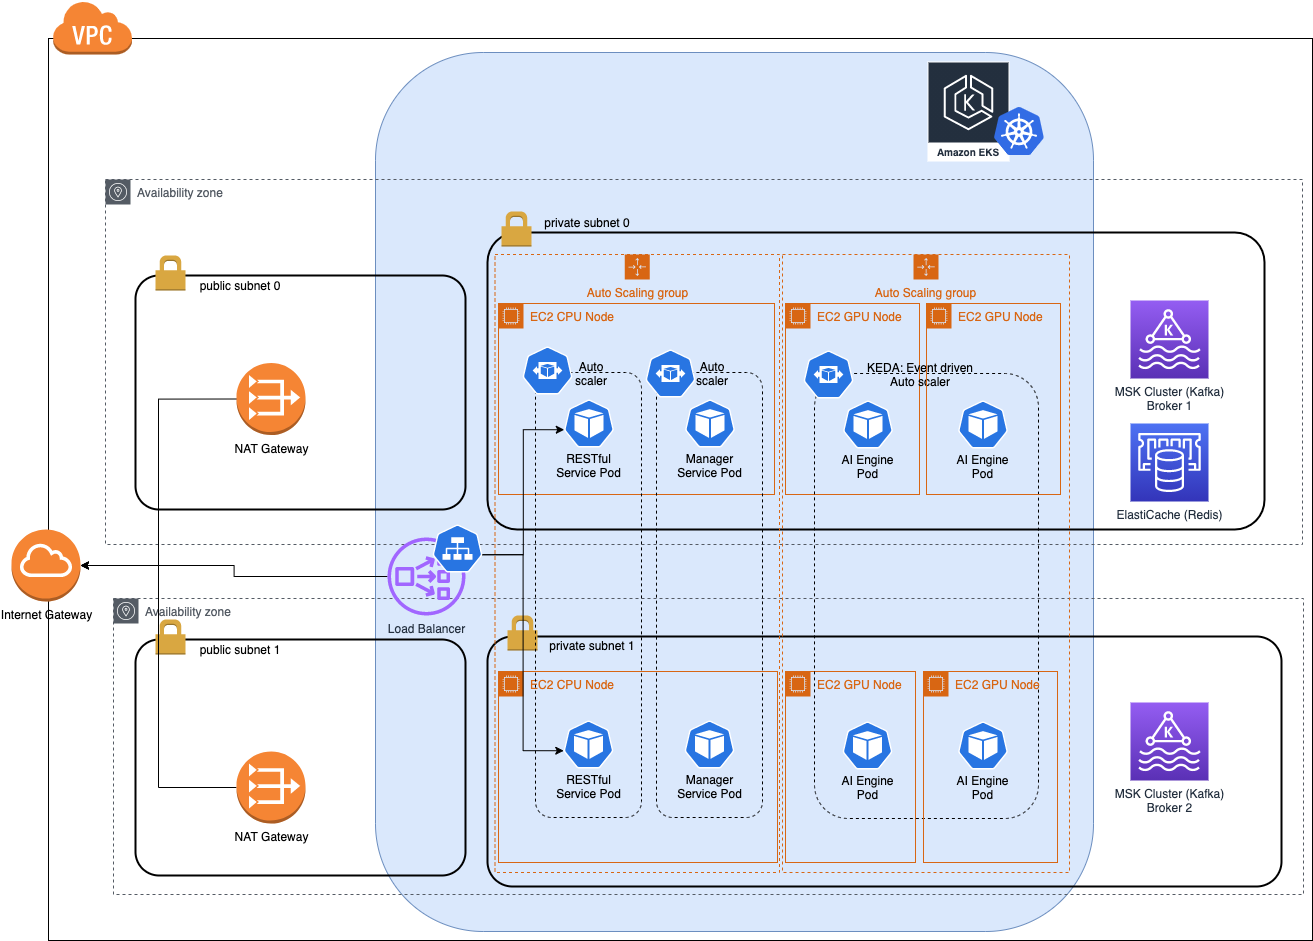 VPC
Amazon EKS
Availability zone
private subnet 0
public subnet 0
Auto Scaling group
Auto Scaling group
EC2 CPU Node
EC2 GPU Node
EC2 GPU Node
Auto
scaler
Auto
scaler
KEDA: Event driven
Auto scaler
K
MSK Cluster (Kafka)
Broker 1
NAT Gateway
RESTful
Service Pod
Manager
Service Pod
AI Engine
Pod
AI Engine
Pod
ElastiCache (Redis)
Internet Gateway
Load Balancer
Availability zone
public subnet 1
private subnet 1
EC2 CPU Node
EC2 GPU Node
EC2 GPU Node
RESTful
Service Pod
Manager
Service Pod
AI Engine
Pod
AI Engine
Pod
K
MSK Cluster (Kafka)
Broker 2
NAT Gateway
K